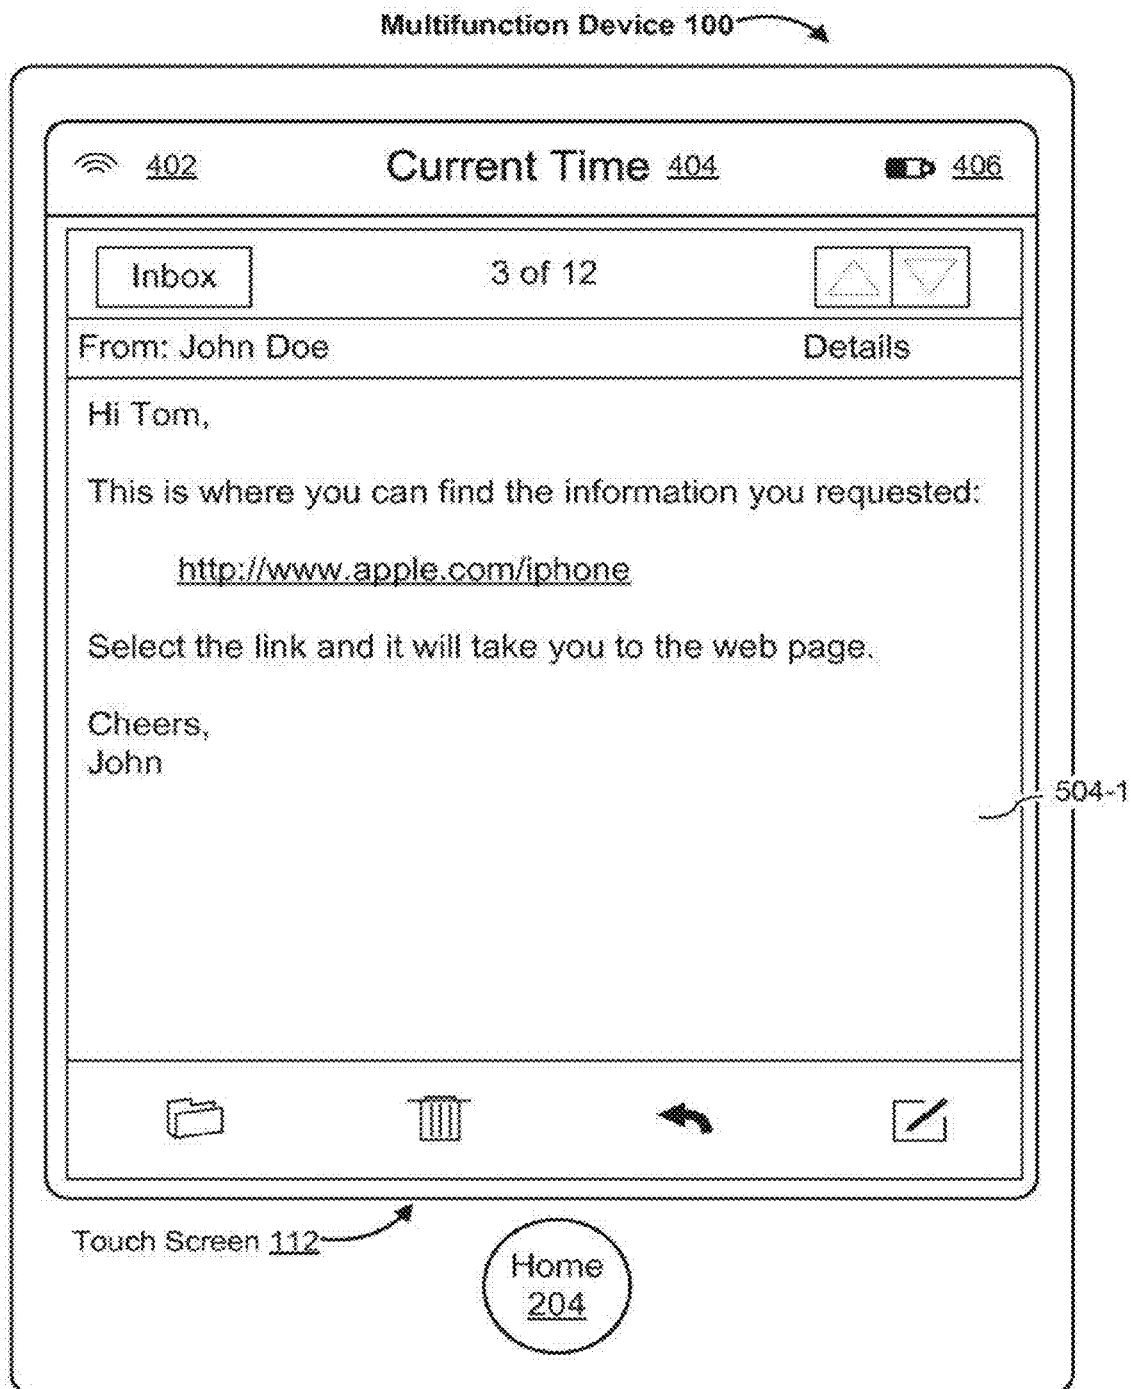 Multifunction Device 100
402 Current Time 404 406
Inbox 3 of 12
From: John Doe Details
Hi Tom,
This is where you can find the information you requested:
http://www.apple.com/iphone
Select the link and it will take you to the web page.
Cheers,
John
504-1
Touch Screen 112
Home
204